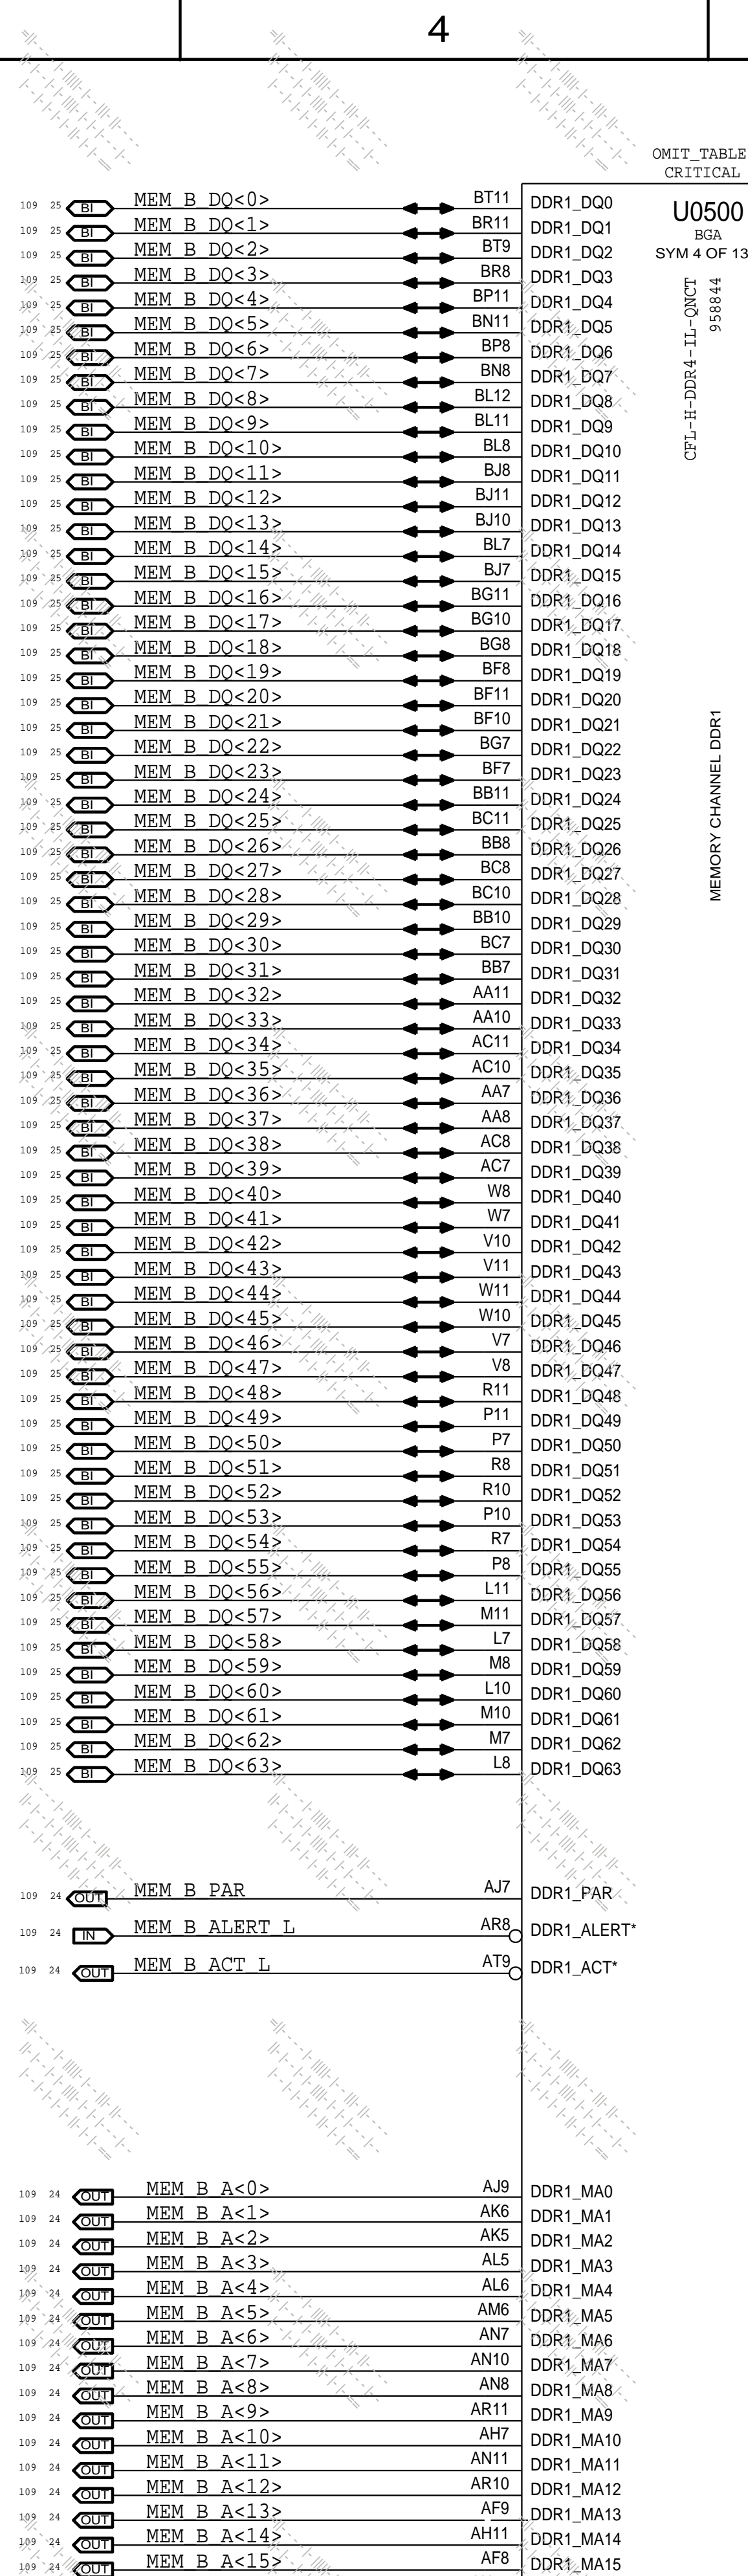 4
OMIT_TABLE
CRITICAL
U0500
BGA
SYM 4 OF 13
CFL-H-DDR4-IL-QNCT
958844
MEMORY CHANNEL DDR1
109 25 BI MEM_B_DQ<0> BT11 DDR1_DQ0
109 25 BI MEM_B_DQ<1> BR11 DDR1_DQ1
109 25 BI MEM_B_DQ<2> BT9 DDR1_DQ2
109 25 BI MEM_B_DQ<3> BR8 DDR1_DQ3
109 25 BI MEM_B_DQ<4> BP11 DDR1_DQ4
109 25 BI MEM_B_DQ<5> BN11 DDR1_DQ5
109 25 BI MEM_B_DQ<6> BP8 DDR1_DQ6
109 25 BI MEM_B_DQ<7> BN8 DDR1_DQ7
109 25 BI MEM_B_DQ<8> BL12 DDR1_DQ8
109 25 BI MEM_B_DQ<9> BL11 DDR1_DQ9
109 25 BI MEM_B_DQ<10> BL8 DDR1_DQ10
109 25 BI MEM_B_DQ<11> BJ8 DDR1_DQ11
109 25 BI MEM_B_DQ<12> BJ11 DDR1_DQ12
109 25 BI MEM_B_DQ<13> BJ10 DDR1_DQ13
109 25 BI MEM_B_DQ<14> BL7 DDR1_DQ14
109 25 BI MEM_B_DQ<15> BJ7 DDR1_DQ15
109 25 BI MEM_B_DQ<16> BG11 DDR1_DQ16
109 25 BI MEM_B_DQ<17> BG10 DDR1_DQ17
109 25 BI MEM_B_DQ<18> BG8 DDR1_DQ18
109 25 BI MEM_B_DQ<19> BF8 DDR1_DQ19
109 25 BI MEM_B_DQ<20> BF11 DDR1_DQ20
109 25 BI MEM_B_DQ<21> BF10 DDR1_DQ21
109 25 BI MEM_B_DQ<22> BG7 DDR1_DQ22
109 25 BI MEM_B_DQ<23> BF7 DDR1_DQ23
109 25 BI MEM_B_DQ<24> BB11 DDR1_DQ24
109 25 BI MEM_B_DQ<25> BC11 DDR1_DQ25
109 25 BI MEM_B_DQ<26> BB8 DDR1_DQ26
109 25 BI MEM_B_DQ<27> BC8 DDR1_DQ27
109 25 BI MEM_B_DQ<28> BC10 DDR1_DQ28
109 25 BI MEM_B_DQ<29> BB10 DDR1_DQ29
109 25 BI MEM_B_DQ<30> BC7 DDR1_DQ30
109 25 BI MEM_B_DQ<31> BB7 DDR1_DQ31
109 25 BI MEM_B_DQ<32> AA11 DDR1_DQ32
109 25 BI MEM_B_DQ<33> AA10 DDR1_DQ33
109 25 BI MEM_B_DQ<34> AC11 DDR1_DQ34
109 25 BI MEM_B_DQ<35> AC10 DDR1_DQ35
109 25 BI MEM_B_DQ<36> AA7 DDR1_DQ36
109 25 BI MEM_B_DQ<37> AA8 DDR1_DQ37
109 25 BI MEM_B_DQ<38> AC8 DDR1_DQ38
109 25 BI MEM_B_DQ<39> AC7 DDR1_DQ39
109 25 BI MEM_B_DQ<40> W8 DDR1_DQ40
109 25 BI MEM_B_DQ<41> W7 DDR1_DQ41
109 25 BI MEM_B_DQ<42> V10 DDR1_DQ42
109 25 BI MEM_B_DQ<43> V11 DDR1_DQ43
109 25 BI MEM_B_DQ<44> W11 DDR1_DQ44
109 25 BI MEM_B_DQ<45> W10 DDR1_DQ45
109 25 BI MEM_B_DQ<46> V7 DDR1_DQ46
109 25 BI MEM_B_DQ<47> V8 DDR1_DQ47
109 25 BI MEM_B_DQ<48> R11 DDR1_DQ48
109 25 BI MEM_B_DQ<49> P11 DDR1_DQ49
109 25 BI MEM_B_DQ<50> P7 DDR1_DQ50
109 25 BI MEM_B_DQ<51> R8 DDR1_DQ51
109 25 BI MEM_B_DQ<52> R10 DDR1_DQ52
109 25 BI MEM_B_DQ<53> P10 DDR1_DQ53
109 25 BI MEM_B_DQ<54> R7 DDR1_DQ54
109 25 BI MEM_B_DQ<55> P8 DDR1_DQ55
109 25 BI MEM_B_DQ<56> L11 DDR1_DQ56
109 25 BI MEM_B_DQ<57> M11 DDR1_DQ57
109 25 BI MEM_B_DQ<58> L7 DDR1_DQ58
109 25 BI MEM_B_DQ<59> M8 DDR1_DQ59
109 25 BI MEM_B_DQ<60> L10 DDR1_DQ60
109 25 BI MEM_B_DQ<61> M10 DDR1_DQ61
109 25 BI MEM_B_DQ<62> M7 DDR1_DQ62
109 25 BI MEM_B_DQ<63> L8 DDR1_DQ63
109 24 OUT MEM_B_PAR AJ7 DDR1_PAR
109 24 IN MEM_B_ALERT_L AR8 DDR1_ALERT*
109 24 OUT MEM_B_ACT_L AT9 DDR1_ACT*
109 24 OUT MEM_B_A<0> AJ9 DDR1_MA0
109 24 OUT MEM_B_A<1> AK6 DDR1_MA1
109 24 OUT MEM_B_A<2> AK5 DDR1_MA2
109 24 OUT MEM_B_A<3> AL5 DDR1_MA3
109 24 OUT MEM_B_A<4> AL6 DDR1_MA4
109 24 OUT MEM_B_A<5> AM6 DDR1_MA5
109 24 OUT MEM_B_A<6> AN7 DDR1_MA6
109 24 OUT MEM_B_A<7> AN10 DDR1_MA7
109 24 OUT MEM_B_A<8> AN8 DDR1_MA8
109 24 OUT MEM_B_A<9> AR11 DDR1_MA9
109 24 OUT MEM_B_A<10> AH7 DDR1_MA10
109 24 OUT MEM_B_A<11> AN11 DDR1_MA11
109 24 OUT MEM_B_A<12> AR10 DDR1_MA12
109 24 OUT MEM_B_A<13> AF9 DDR1_MA13
109 24 OUT MEM_B_A<14> AH11 DDR1_MA14
109 24 OUT MEM_B_A<15> AF8 DDR1_MA15